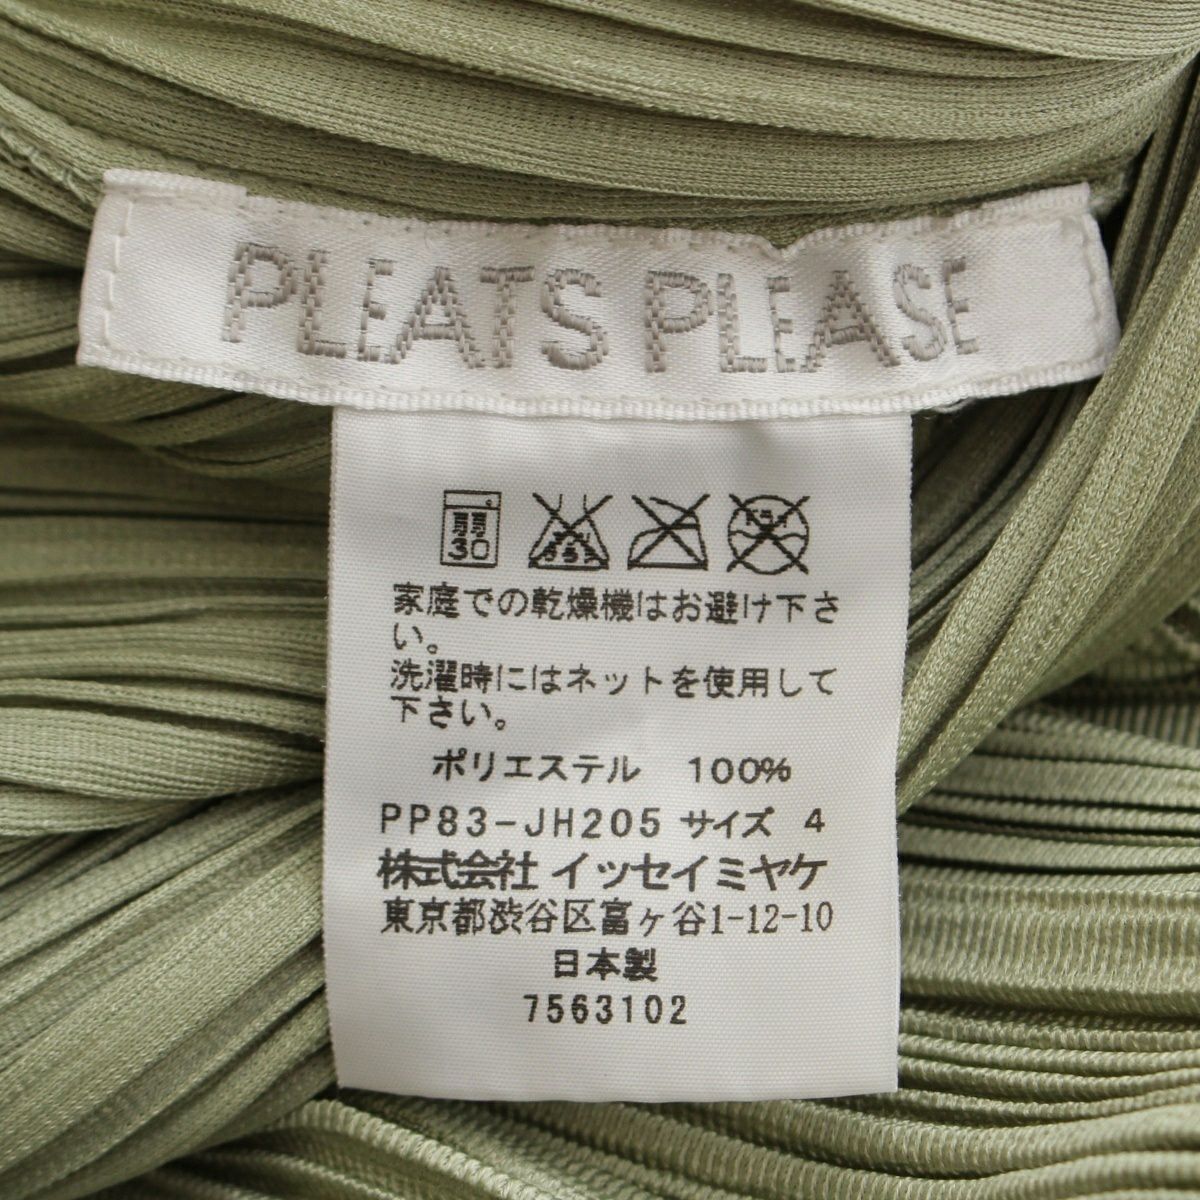 PLEATS PLEASE
弱
30
家庭での乾燥機はお避け下さ
い。
洗濯時にはネットを使用して
下さい。
ポリエステル 100%
PP83-JH205 サイズ 4
株式会社 イッセイミヤケ
東京都渋谷区富ヶ谷1-12-10
日本製
7563102